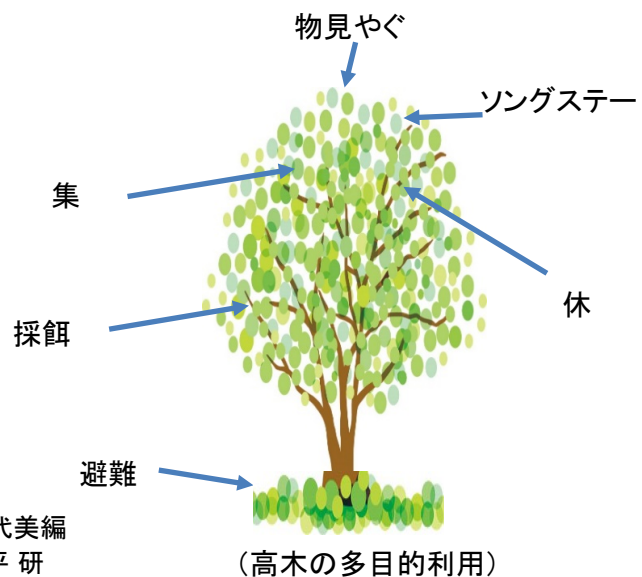 物見やぐ
ソングステー
集
休
採餌
避難
代美編
平 研
（高木の多目的利用）